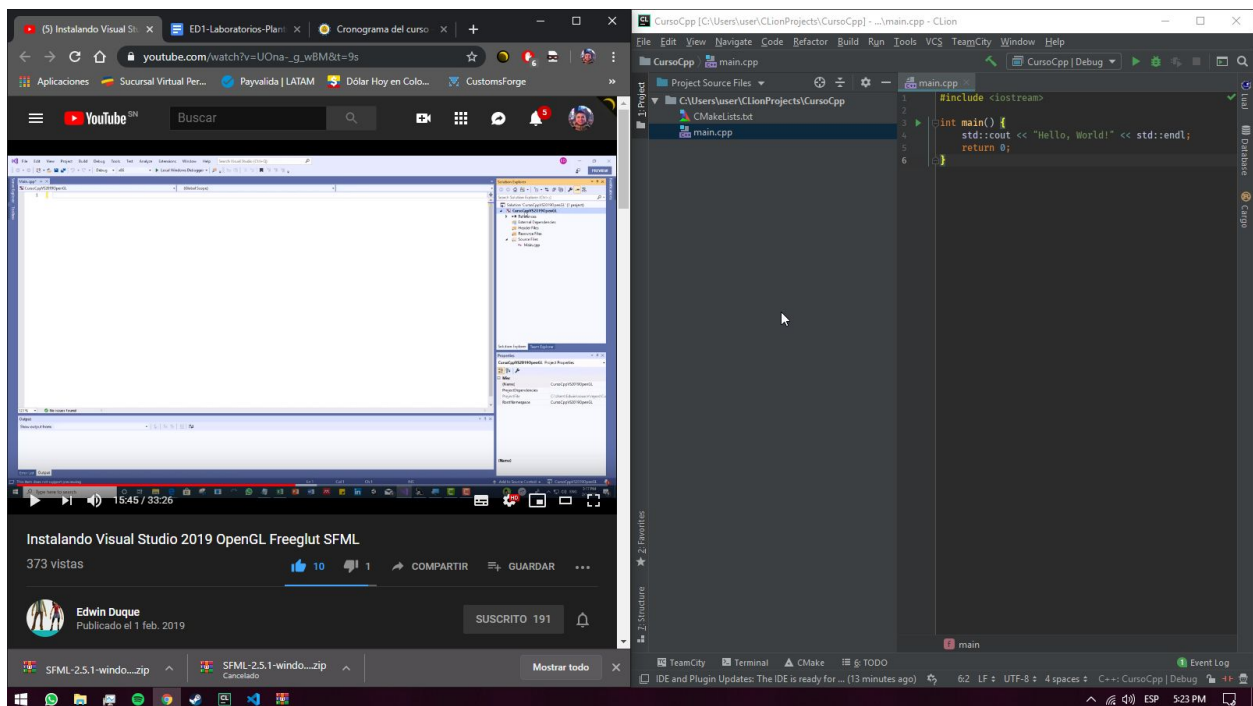 (5) Instalando Visual St
ED1-Laboratorios-Plant
Cronograma del curso
youtube.com/watch?v=UOna-_g_w8M&t=9s
Aplicaciones
Sucursal Virtual Per...
Payvalida | LATAM
Dólar Hoy en Colo...
CustomsForge
»
YouTube SN
Buscar
5
15:45 / 33:26
HD
Instalando Visual Studio 2019 OpenGL Freeglut SFML
373 vistas
10
1
COMPARTIR
GUARDAR
Edwin Duque
Publicado el 1 feb. 2019
SUSCRITO 191
SFML-2.5.1-windo....zip
SFML-2.5.1-windo....zip
Cancelado
Mostrar todo
CursoCpp [C:\Users\user\CLionProjects\CursoCpp] - ...\main.cpp - CLion
File Edit View Navigate Code Refactor Build Run Tools VCS TeamCity Window Help
CursoCpp
main.cpp
CursoCpp | Debug
1: Project
Project Source Files
main.cpp
C:\Users\user\CLionProjects\CursoCpp
CMakeLists.txt
main.cpp
1 #include <iostream>
2
3 int main() {
4 std::cout << "Hello, World!" << std::endl;
5 return 0;
6 }
Lua
Database
Cargo
2: Favorites
7: Structure
main
TeamCity
Terminal
CMake
6: TODO
1 Event Log
IDE and Plugin Updates: The IDE is ready for ... (13 minutes ago)
6:2 LF UTF-8 4 spaces C++: CursoCpp | Debug
ESP 5:23 PM